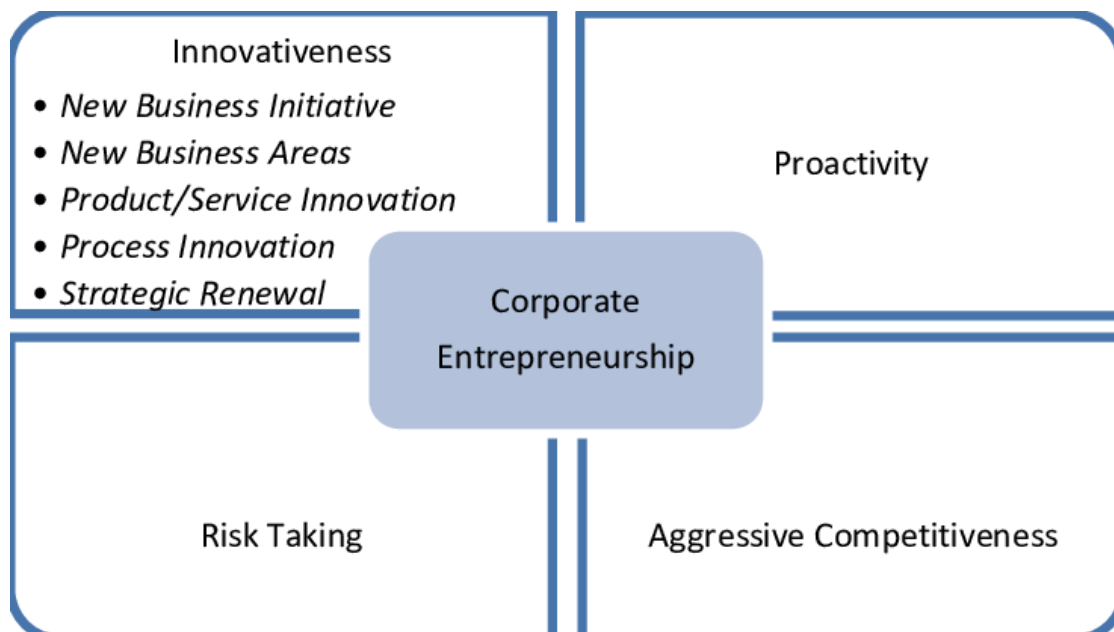 Innovativeness
• New Business Initiative
• New Business Areas
• Product/Service Innovation
• Process Innovation
• Strategic Renewal
Proactivity
Corporate
Entrepreneurship
Risk Taking
Aggressive Competitiveness